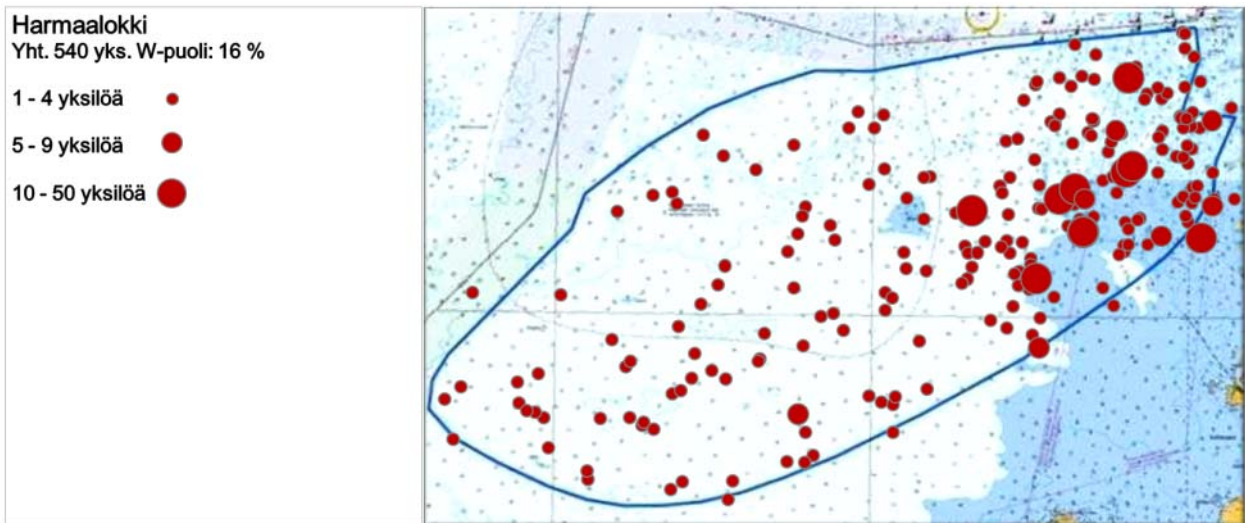 Harmaalokki
Yht. 540 yks. W-puoli: 16 %
1 - 4 yksilöä
5 - 9 yksilöä
10 - 50 yksilöä